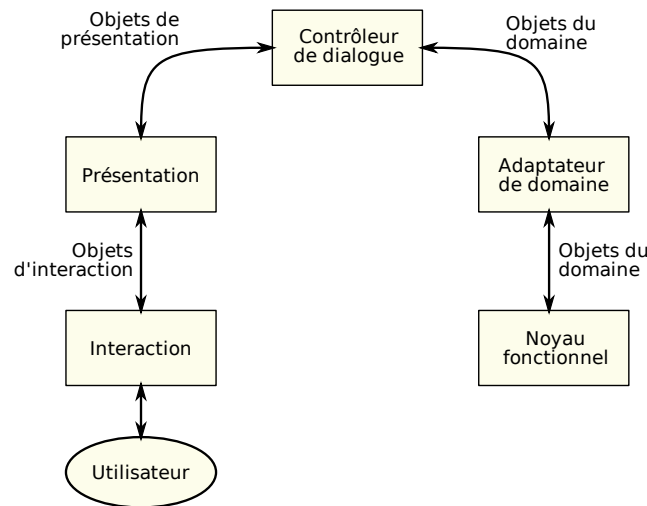 Objets de
présentation
Contrôleur
de dialogue
Objets du
domaine
Présentation
Adaptateur
de domaine
Objets
d'interaction
Objets du
domaine
Interaction
Noyau
fonctionnel
Utilisateur